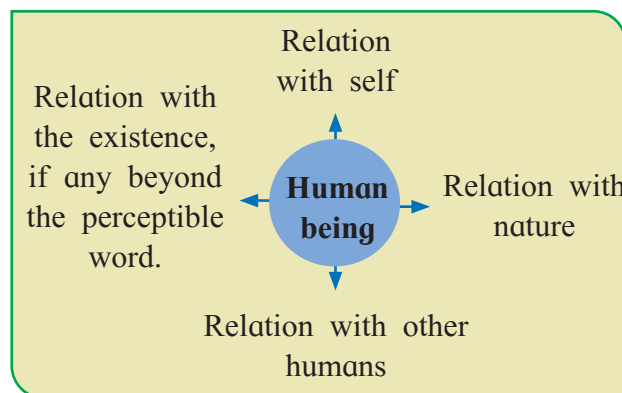 Relation
with self
Relation with
the existence,
if any beyond
the perceptible
word.
Human
being
Relation with
nature
Relation with other
humans